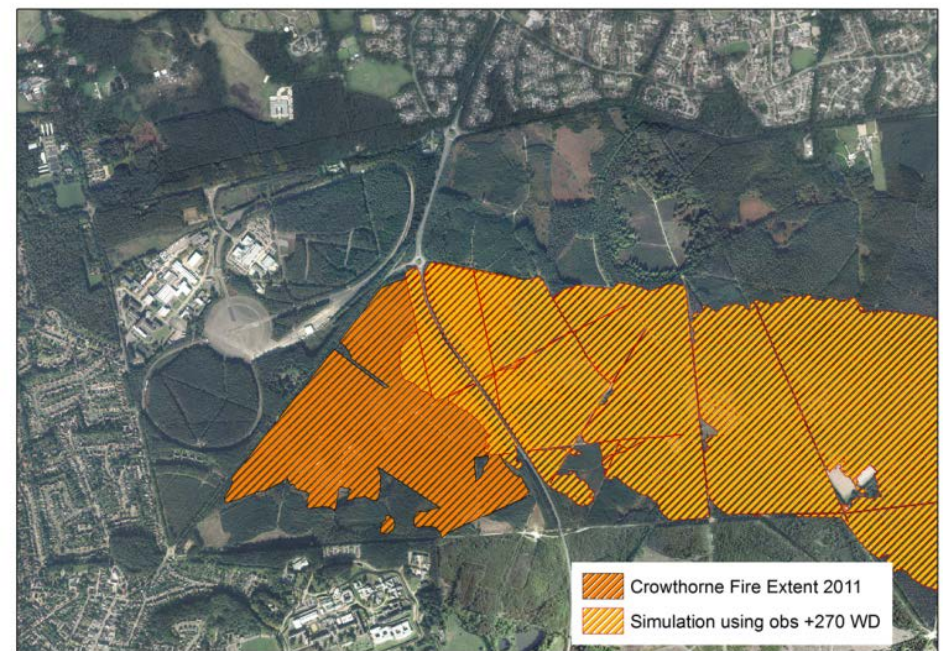 Crowthorne Fire Extent 2011
Simulation using obs +270 WD